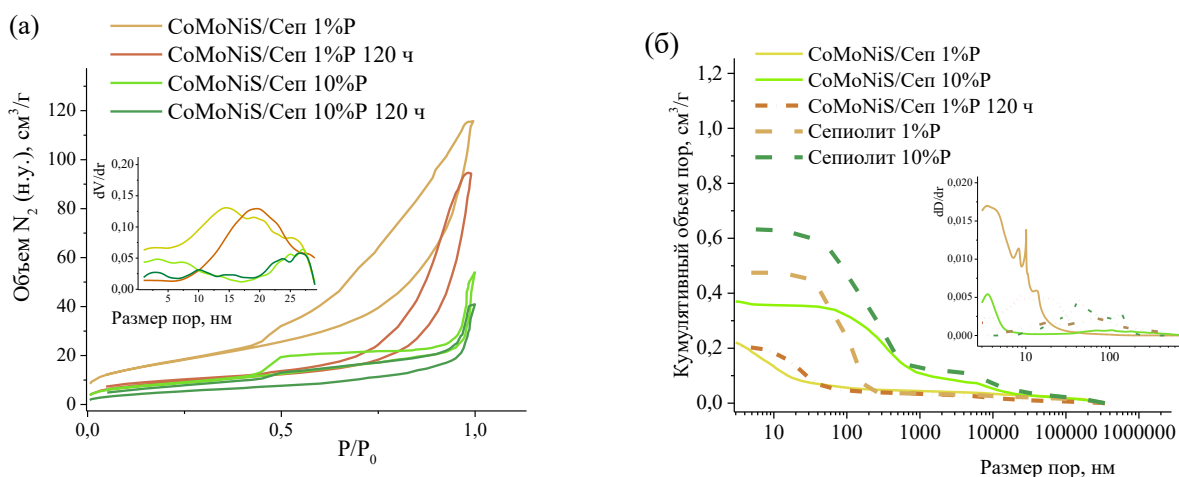 (а)
CoMoNiS/Сеп 1%P
CoMoNiS/Сеп 1%P 120 ч
CoMoNiS/Сеп 10%P
CoMoNiS/Сеп 10%P 120 ч
Объем N2 (н.у.), см3/г
120
100
80
60
40
20
0
0,0
0,5
1,0
P/P0
dV/dr
0,20
0,15
0,10
0,05
0,00
5
10
15
20
25
Размер пор, нм
(б)
CoMoNiS/Сеп 1%P
CoMoNiS/Сеп 10%P
CoMoNiS/Сеп 1%P 120 ч
Сепиолит 1%P
Сепиолит 10%P
Кумулятивный объем пор, см3/г
1,2
1,0
0,8
0,6
0,4
0,2
0,0
10
100
1000
10000
100000
1000000
Размер пор, нм
dD/dr
0,020
0,015
0,010
0,005
0,000
10
100